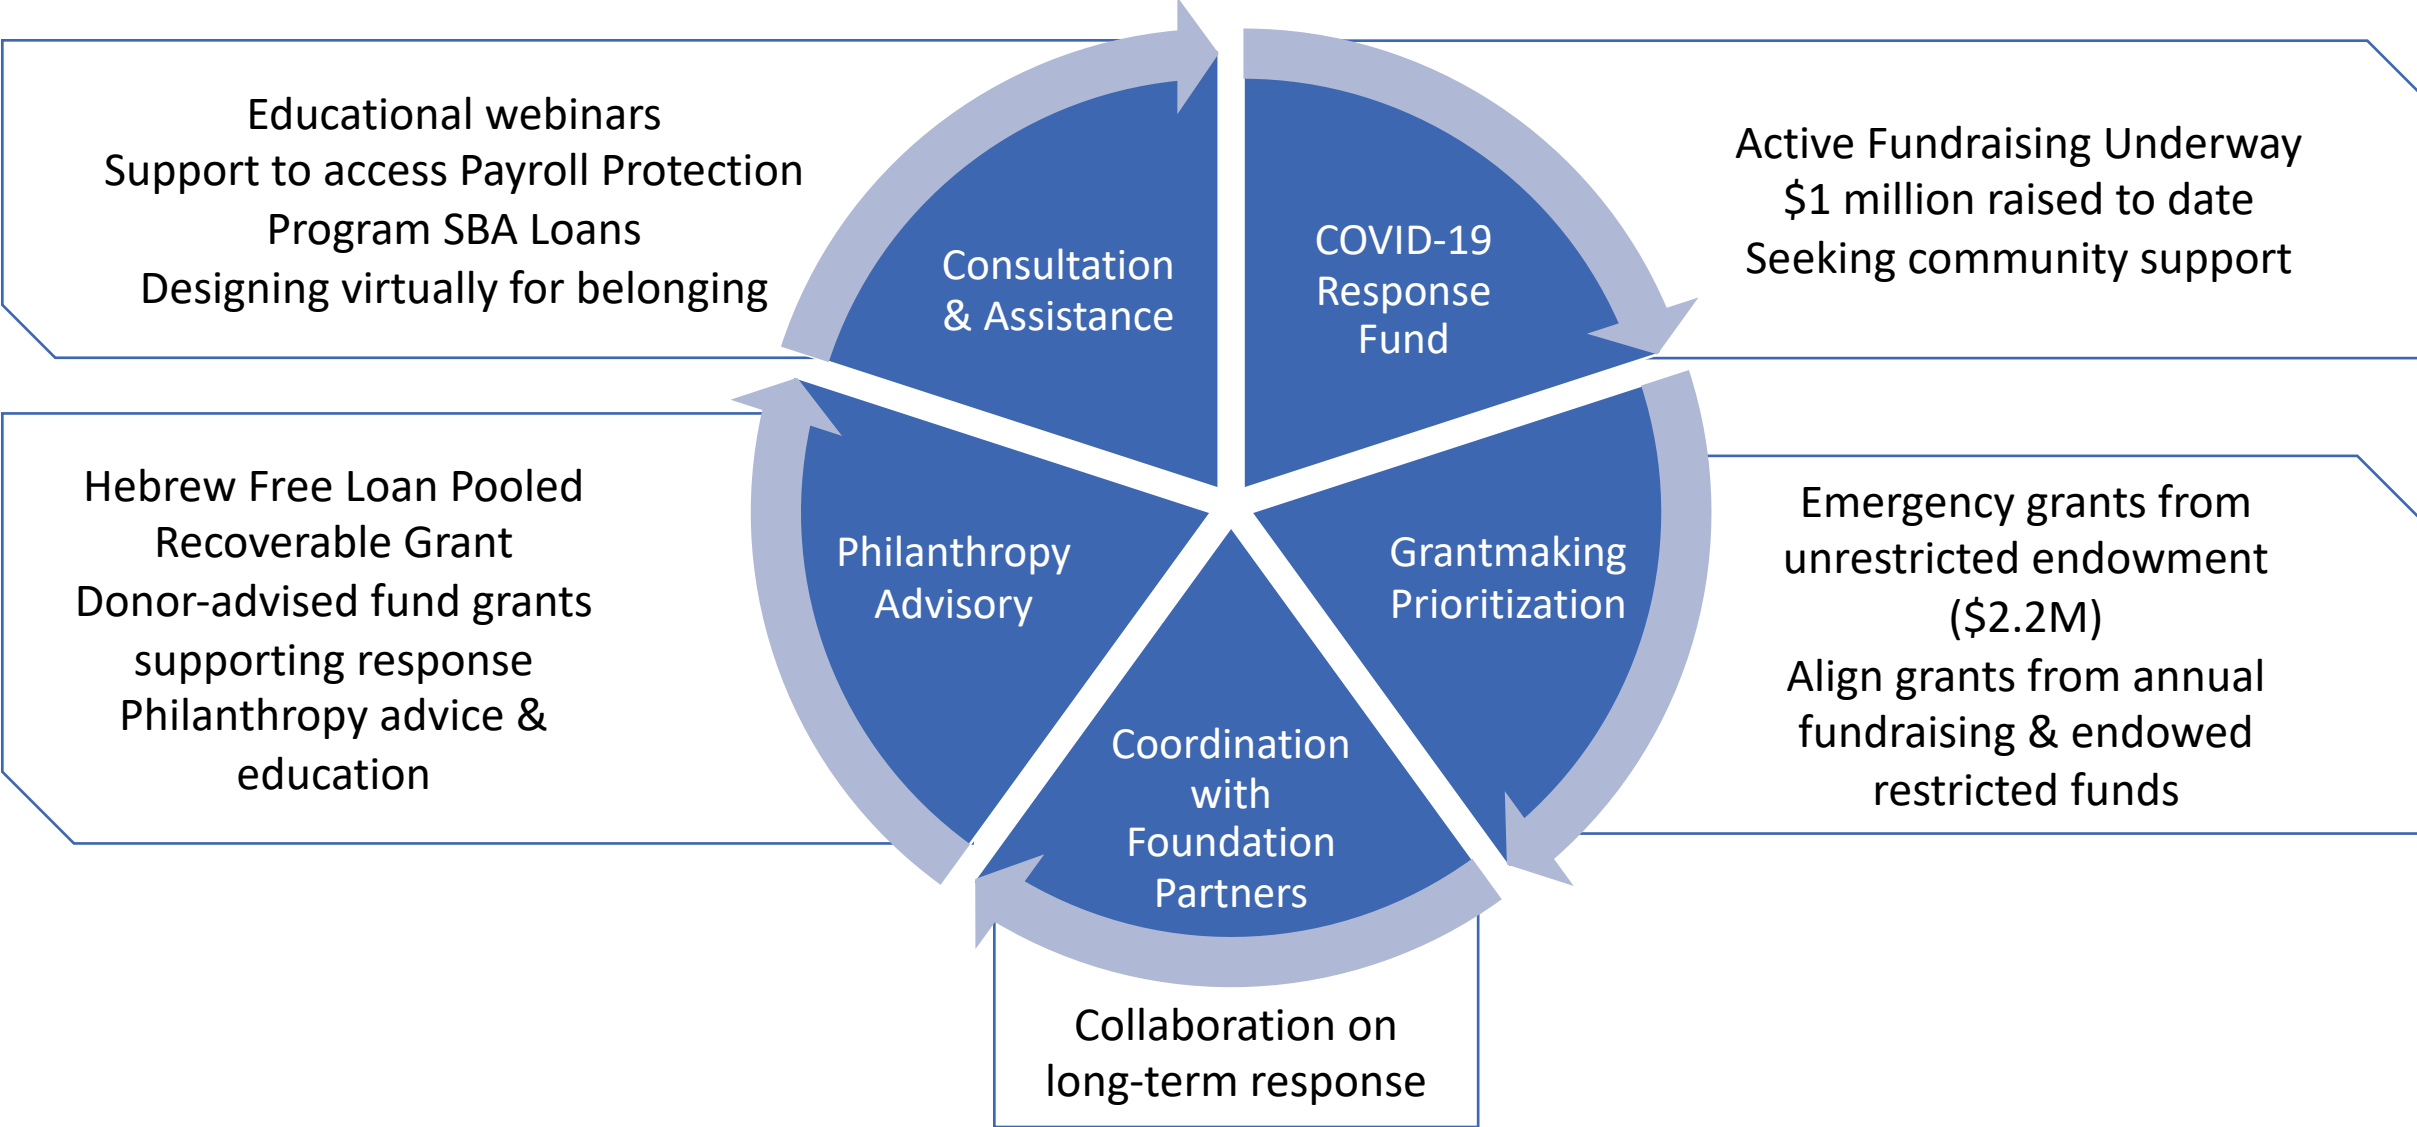 Educational webinars
Support to access Payroll Protection
Program SBA Loans
Designing virtually for belonging
Consultation
& Assistance
COVID-19
Response
Fund
Active Fundraising Underway
$1 million raised to date
Seeking community support
Hebrew Free Loan Pooled
Recoverable Grant
Donor-advised fund grants
supporting response
Philanthropy advice &
education
Philanthropy
Advisory
Grantmaking
Prioritization
Emergency grants from
unrestricted endowment
($2.2M)
Align grants from annual
fundraising & endowed
restricted funds
Coordination
with
Foundation
Partners
Collaboration on
long-term response